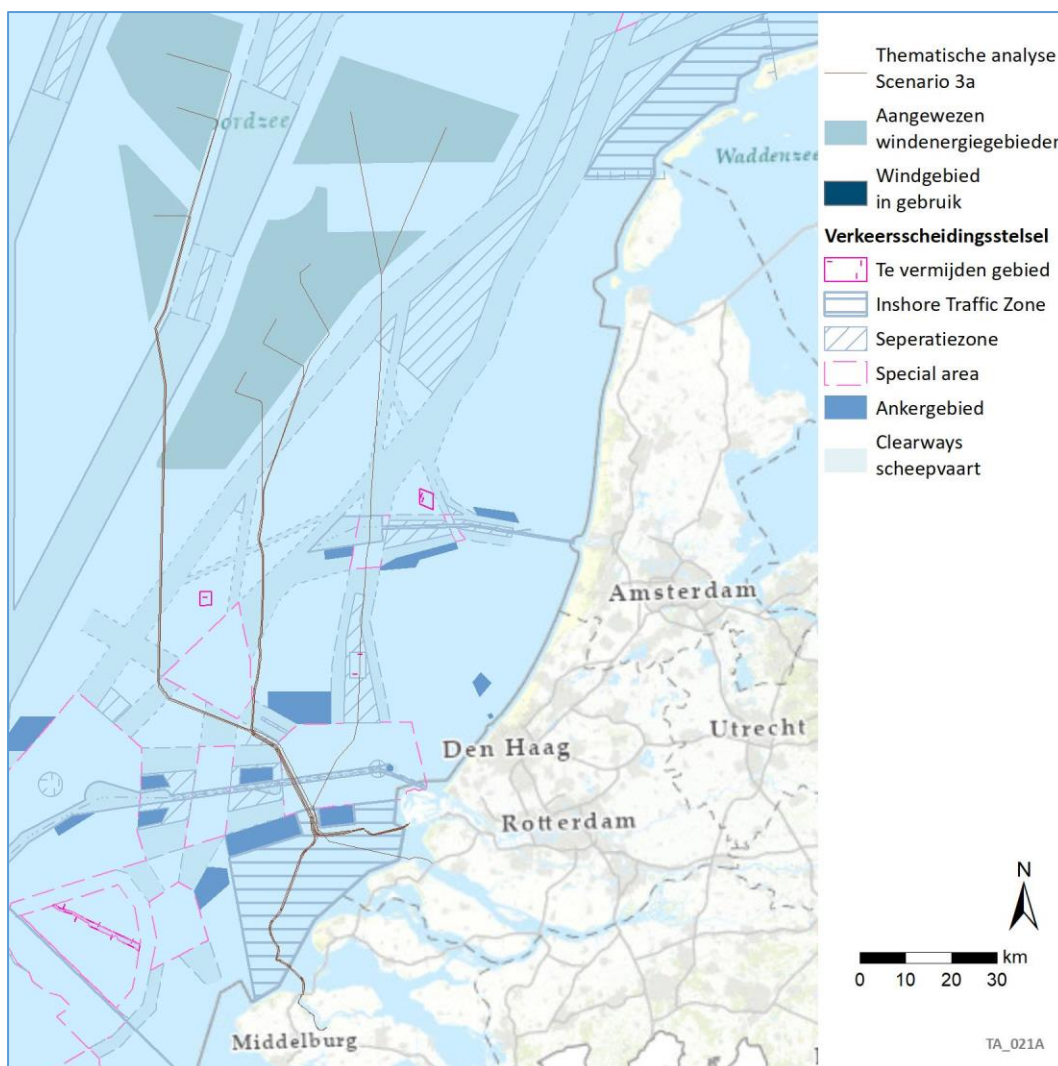 oordzee
Waddenzee
Amsterdam
Utrecht
Den Haag
Rotterdam
Middelburg
Thematische analyse
Scenario 3a
Aangewezen
windenergiegebieden
Windgebied
in gebruik
Verkeersscheidingsstelsel
Te vermijden gebied
Inshore Traffic Zone
Seperatiezone
Special area
Ankergebied
Clearways
scheepvaart
N
km
0 10 20 30
TA_021A